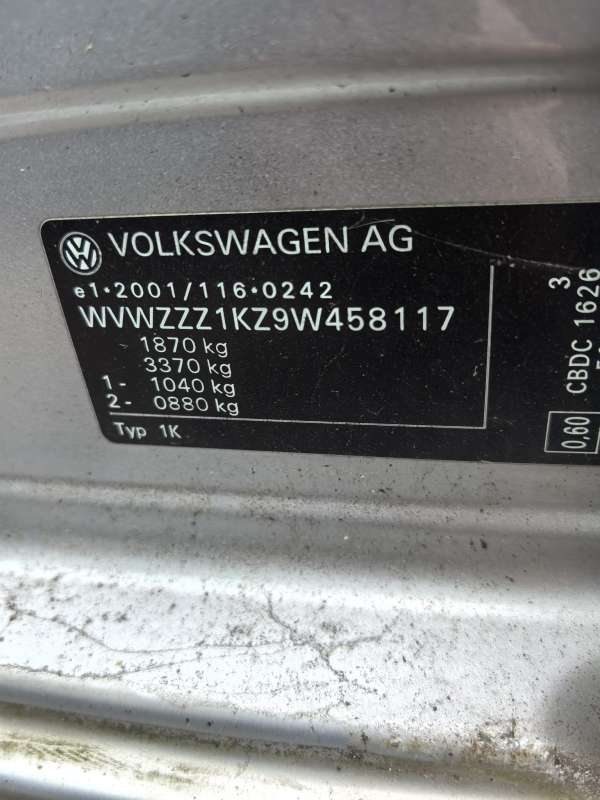 VOLKSWAGEN AG
e1*2001/116*0242
WVWZZZ1KZ9W458117
1870 kg
3370 kg
1- 1040 kg
2- 0880 kg
Typ 1K
3
CBDC 1626
0,60